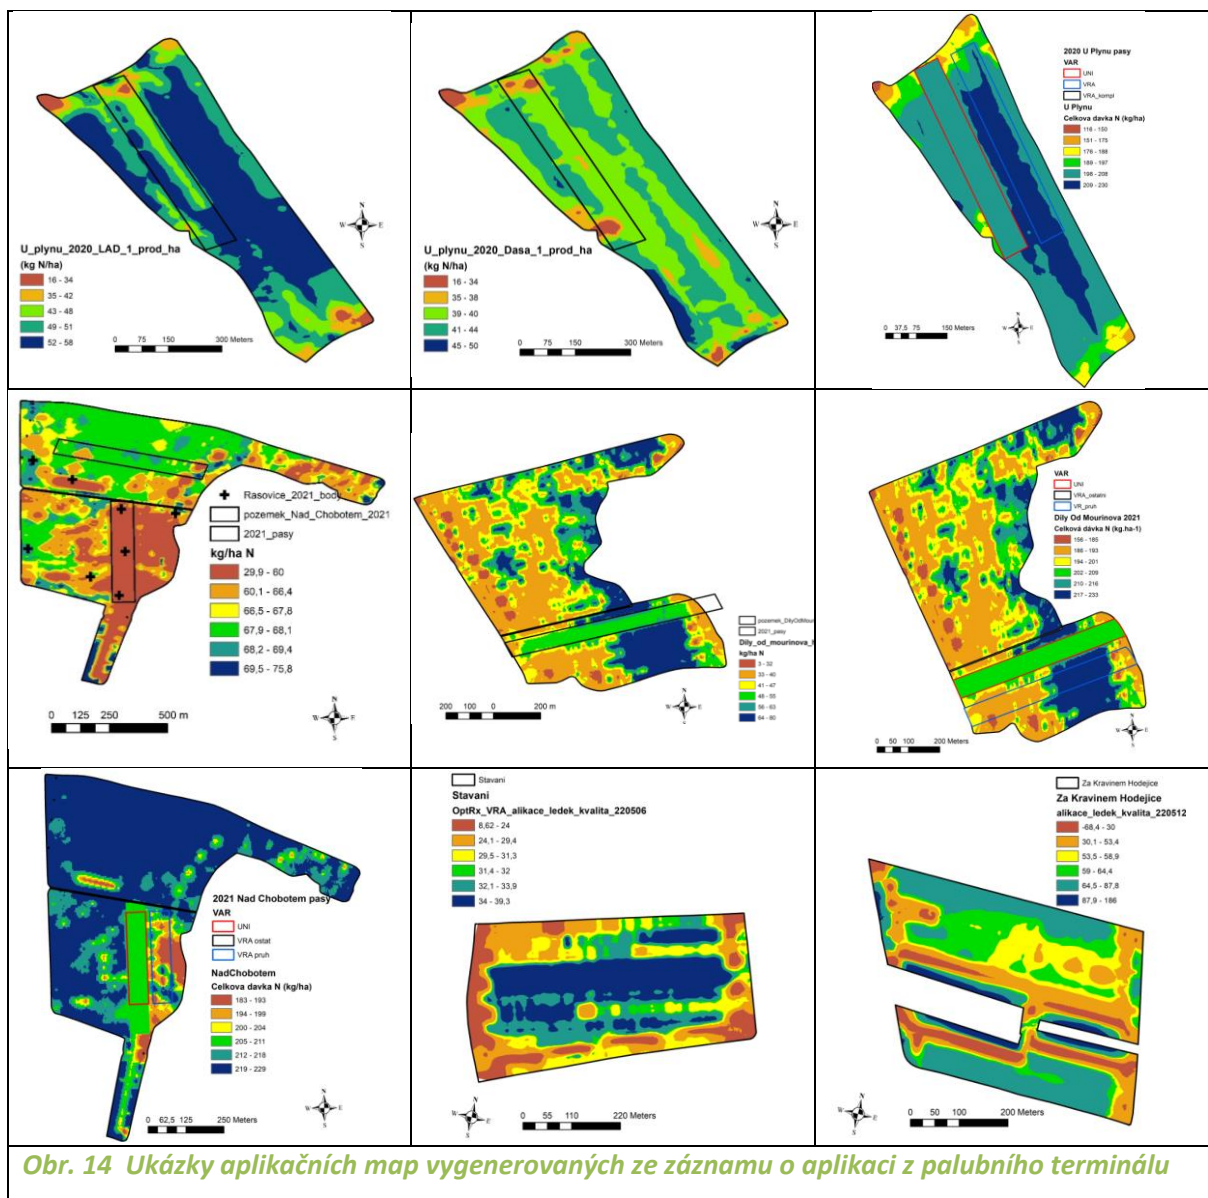 N
W E
S
U_plynu_2020_LAD_1_prod_ha
(kg N/ha)
16 - 34
35 - 42
43 - 48
49 - 51
52 - 58
0 75 150 300 Meters
N
W E
S
U_plynu_2020_Dasa_1_prod_ha
(kg N/ha)
16 - 34
35 - 38
39 - 40
41 - 44
45 - 50
0 75 150 300 Meters
2020 U Plynu pasy
VAR
UNI
VRA
VRA_kompl
U Plynu
Celkova davka N (kg/ha)
116 - 150
151 - 175
176 - 188
189 - 197
198 - 208
209 - 230
N
W E
S
0 37,5 75 150 Meters
Rasovice_2021_body
pozemek_Nad_Chobotem_2021
2021_pasy
kg/ha N
29,9 - 60
60,1 - 66,4
66,5 - 67,8
67,9 - 68,1
68,2 - 69,4
69,5 - 75,8
N
W E
S
0 125 250 500 m
pozemek_DilyOdMour
2021_pasy
Dily_od_mourinova_
kg/ha N
3 - 32
33 - 40
41 - 47
48 - 55
56 - 63
64 - 80
N
W E
S
200 100 0 200 m
VAR
UNI
VRA_ostatni
VR_pruh
Dily Od Mourinova 2021
Celková dávka N (kg.ha-1)
156 - 185
186 - 193
194 - 201
202 - 209
210 - 216
217 - 233
N
W E
S
0 50 100 200 Meters
2021 Nad Chobotem pasy
VAR
UNI
VRA ostat
VRA pruh
NadChobotem
Celkova davka N (kg/ha)
183 - 193
194 - 199
200 - 204
205 - 211
212 - 218
219 - 229
N
W E
S
0 62,5 125 250 Meters
Stavani
Stavani
OptRx_VRA_alikace_ledek_kvalita_220506
8,62 - 24
24,1 - 29,4
29,5 - 31,3
31,4 - 32
32,1 - 33,9
34 - 39,3
N
W E
S
0 55 110 220 Meters
Za Kravinem Hodejice
Za Kravinem Hodejice
alikace_ledek_kvalita_220512
-68,4 - 30
30,1 - 53,4
53,5 - 58,9
59 - 64,4
64,5 - 87,8
87,9 - 186
N
W E
S
0 50 100 200 Meters
Obr. 14 Ukázky aplikačních map vygenerovaných ze záznamu o aplikaci z palubního terminálu